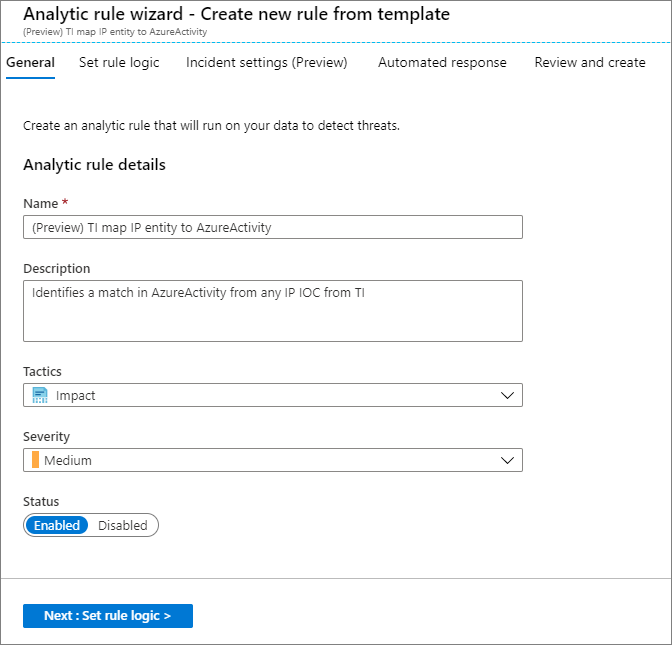 Analytic rule wizard - Create new rule from template
(Preview) TI map IP entity to AzureActivity
General Set rule logic Incident settings (Preview) Automated response Review and create
Create an analytic rule that will run on your data to detect threats.
Analytic rule details
Name *
(Preview) TI map IP entity to AzureActivity
Description
Identifies a match in AzureActivity from any IP IOC from TI
Tactics
Impact
Severity
Medium
Status
Enabled Disabled
Next : Set rule logic >